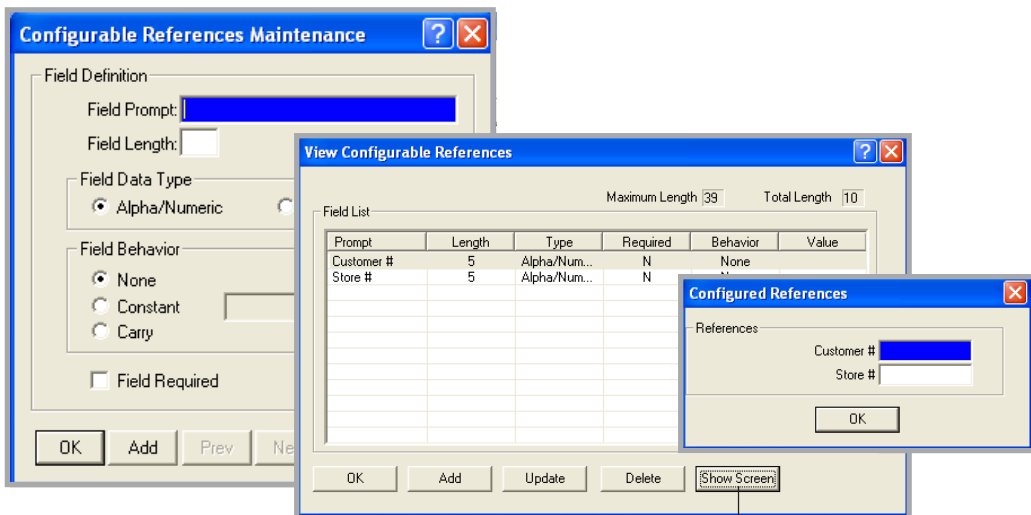 Configurable References Maintenance
Field Definition
Field Prompt:
Field Length:
Field Data Type
Alpha/Numeric
Field Behavior
None
Constant
Carry
Field Required
OK Add Prev Ne
View Configurable References
Maximum Length 39 Total Length 10
Field List
Prompt Length Type Required Behavior Value
Customer # 5 Alpha/Num... N None
Store # 5 Alpha/Num... N
OK Add Update Delete Show Screen
Configured References
References
Customer #
Store #
OK